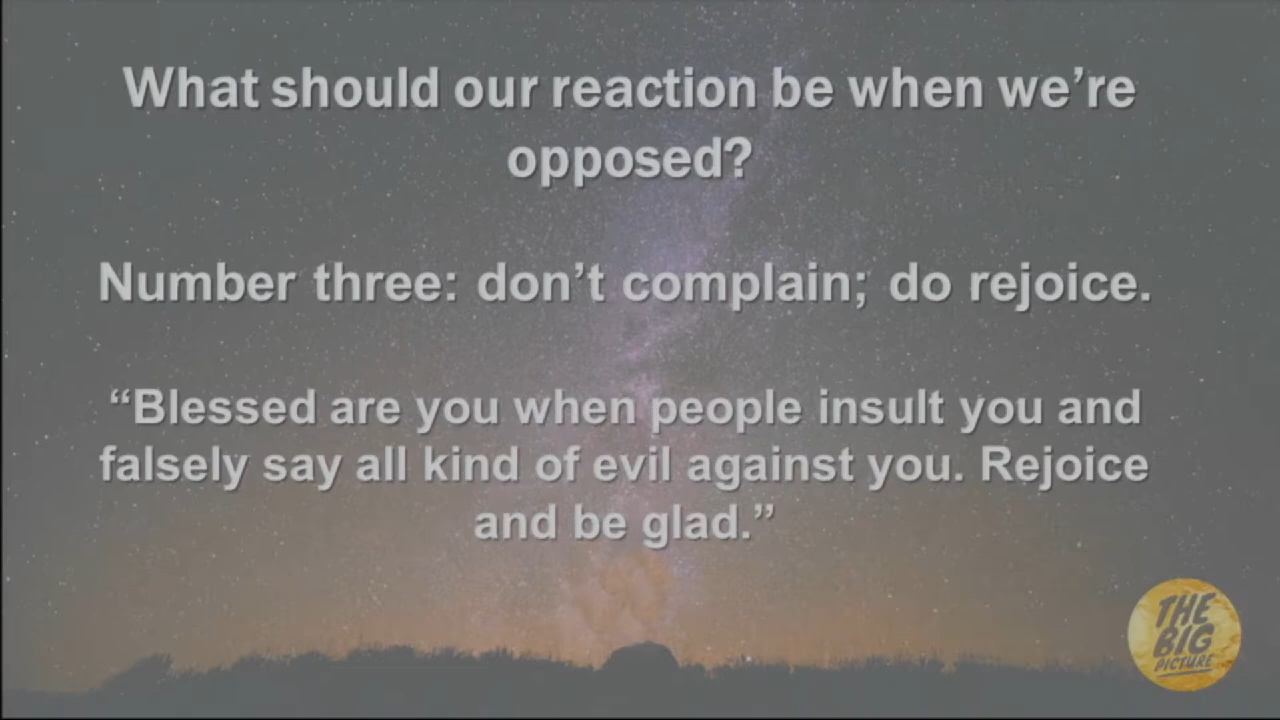 What should our reaction be when we’re
opposed?
Number three: don’t complain; do rejoice.
“Blessed are you when people insult you and
falsely say all kind of evil against you. Rejoice
and be glad.”
THE
BIG
PICTURE